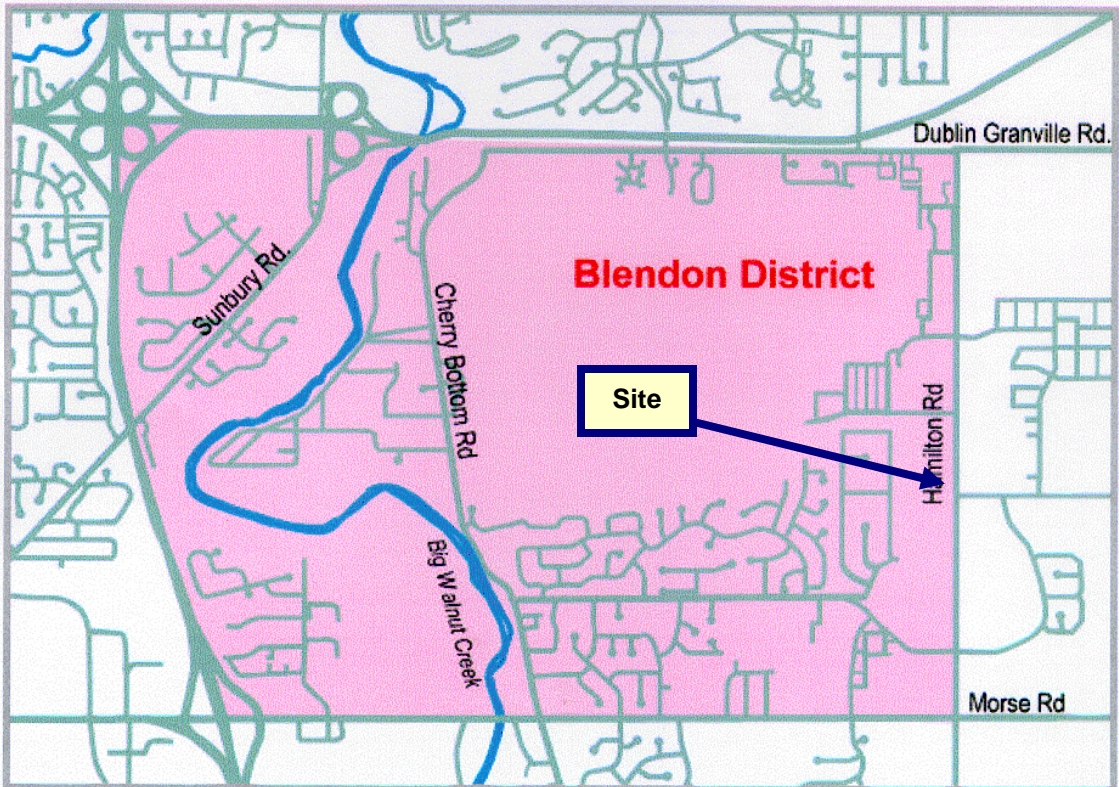 Dublin Granville Rd.
Blendon District
Sunbury Rd.
Cherry Bottom Rd
Site
Hamilton Rd
Big Walnut Creek
Morse Rd